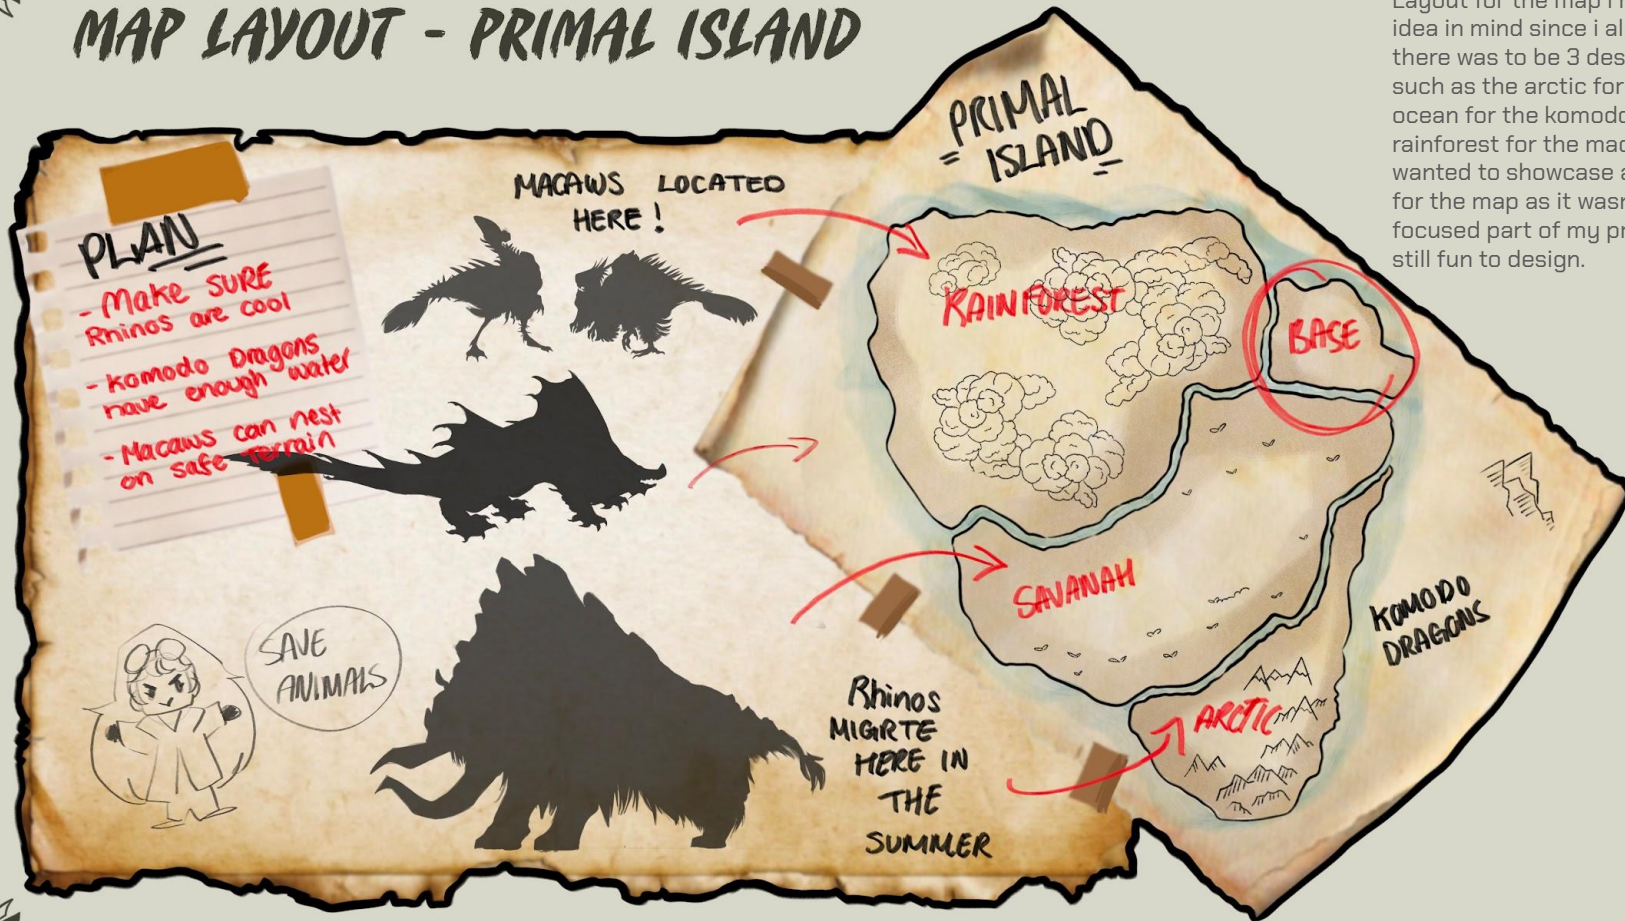 MAP LAYOUT - PRIMAL ISLAND
idea in mind since i al
there was to be 3 des
such as the arctic for
ocean for the komodo
rainforest for the mac
wanted to showcase a
for the map as it wasn
focused part of my pr
still fun to design.
PLAN
- Make SURE
Rhinos are cool
- Komodo Dragons
have enough water
- Macaws can nest
on safe terrain
MACAWS LOCATED
HERE !
PRIMAL
ISLAND
RAINFOREST
BASE
SAVANAH
ARCTIC
KOMODO
DRAGONS
SAVE
ANIMALS
Rhinos
MIGRTE
HERE IN
THE
SUMMER